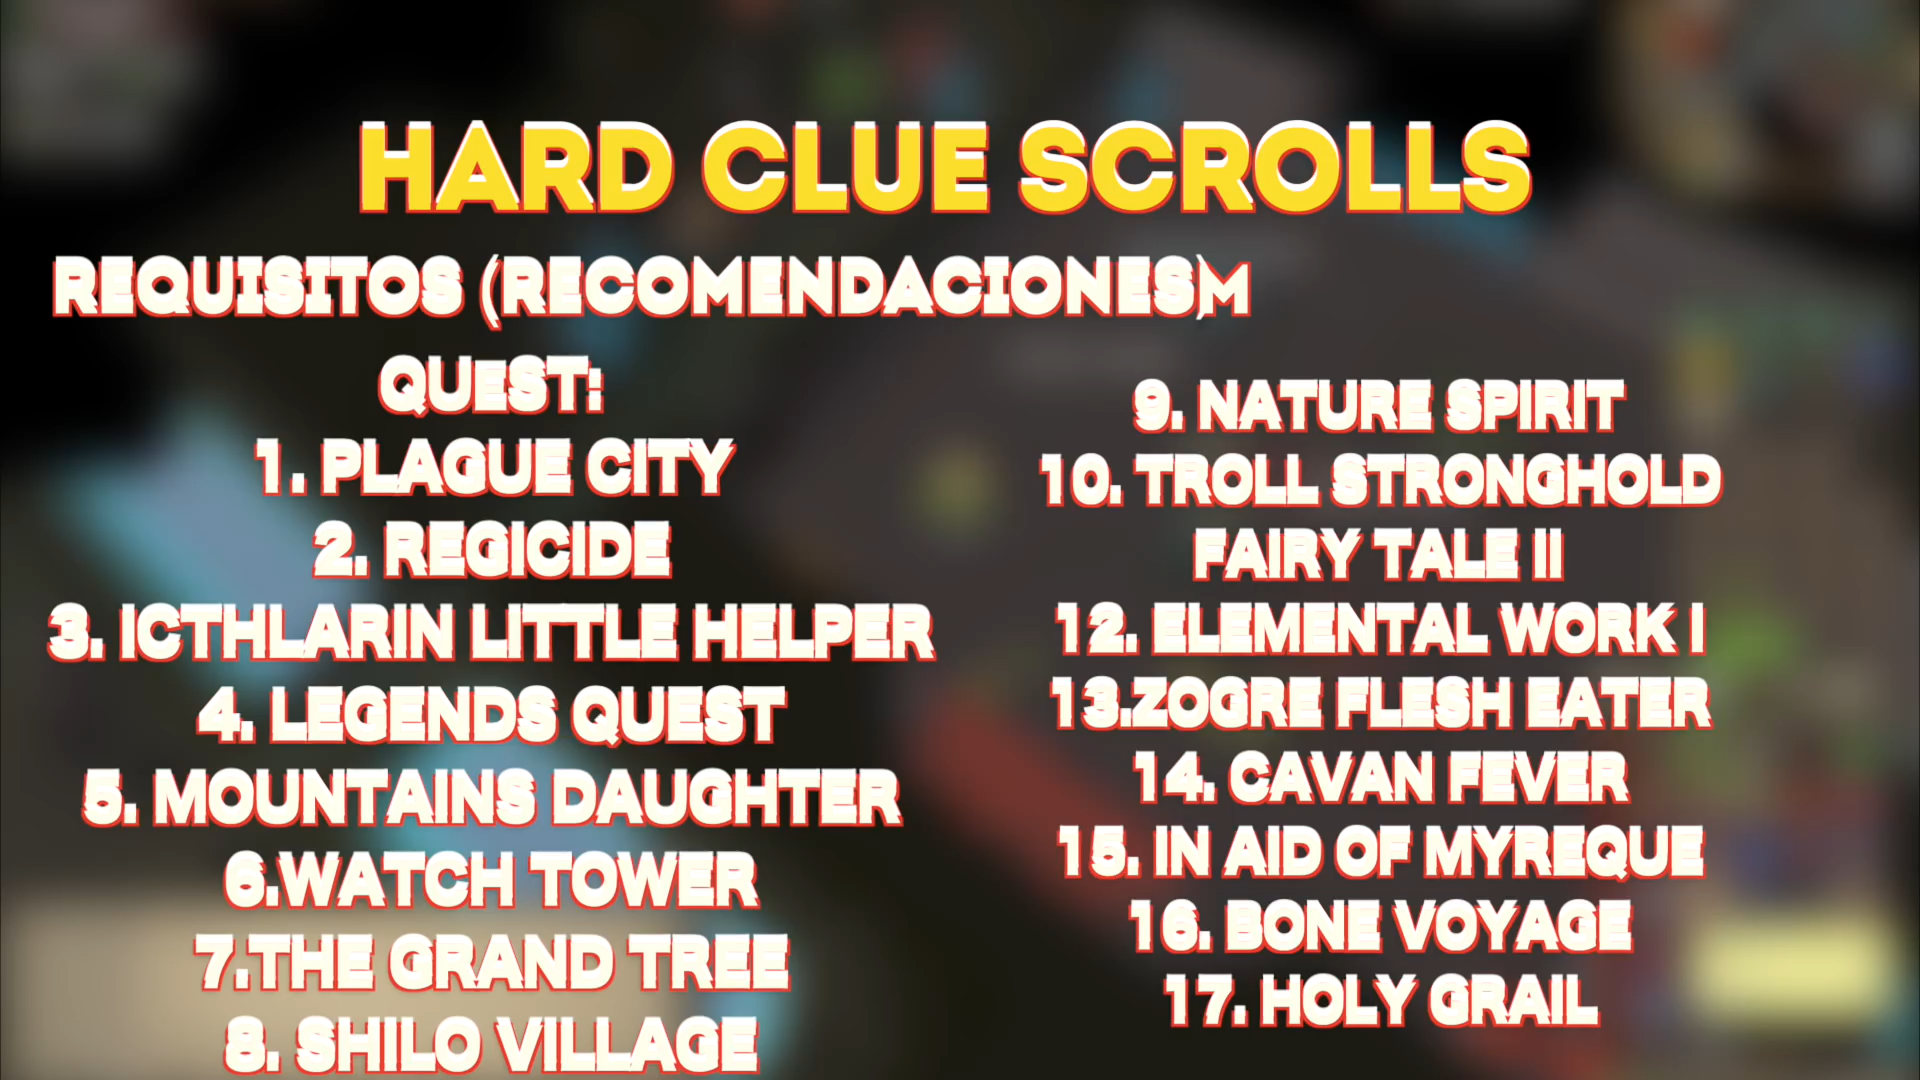 HARD CLUE SCROLLS
REQUISITOS (RECOMENDACIONES)M
QUEST:
1. PLAGUE CITY
2. REGICIDE
3. ICTHLARIN LITTLE HELPER
4. LEGENDS QUEST
5. MOUNTAINS DAUGHTER
6.WATCH TOWER
7.THE GRAND TREE
8. SHILO VILLAGE
9. NATURE SPIRIT
10. TROLL STRONGHOLD
FAIRY TALE II
12. ELEMENTAL WORK I
13.ZOGRE FLESH EATER
14. CAVAN FEVER
15. IN AID OF MYREQUE
16. BONE VOYAGE
17. HOLY GRAIL